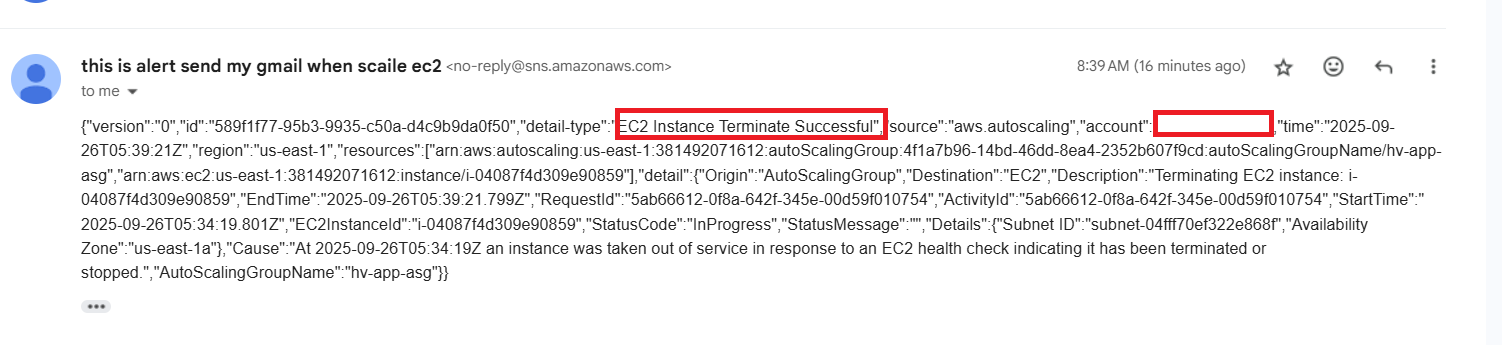 this is alert send my gmail when scaile ec2 <no-reply@sns.amazonaws.com>
8:39 AM (16 minutes ago)
to me
{"version":"0","id":"589f1f77-95b3-9935-c50a-d4c9b9da0f50","detail-type":"EC2 Instance Terminate Successful","source":"aws.autoscaling","account":,"time":"2025-09-
26T05:39:21Z","region":"us-east-1","resources":["arn:aws:autoscaling:us-east-1:381492071612:autoScalingGroup:4f1a7b96-14bd-46dd-8ea4-2352b607f9cd:autoScalingGroupName/hv-app-
asg","arn:aws:ec2:us-east-1:381492071612:instance/i-04087f4d309e90859"],"detail":{"Origin":"AutoScalingGroup","Destination":"EC2","Description":"Terminating EC2 instance: i-
04087f4d309e90859","EndTime":"2025-09-26T05:39:21.799Z","RequestId":"5ab66612-0f8a-642f-345e-00d59f010754","ActivityId":"5ab66612-0f8a-642f-345e-00d59f010754","StartTime":"
2025-09-26T05:34:19.801Z","EC2InstanceId":"i-04087f4d309e90859","StatusCode":"InProgress","StatusMessage":"","Details":{"Subnet ID":"subnet-04fff70ef322e868f","Availability
Zone":"us-east-1a"},"Cause":"At 2025-09-26T05:34:19Z an instance was taken out of service in response to an EC2 health check indicating it has been terminated or
stopped.","AutoScalingGroupName":"hv-app-asg"}}